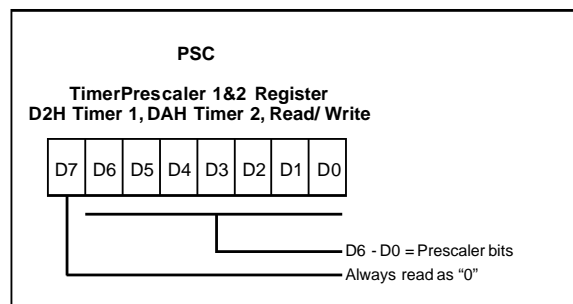 PSC
TimerPrescaler 1&2 Register
D2H Timer 1, DAH Timer 2, Read/ Write
D7 D6 D5 D4 D3 D2 D1 D0
D6 - D0 = Prescaler bits
Always read as “0”